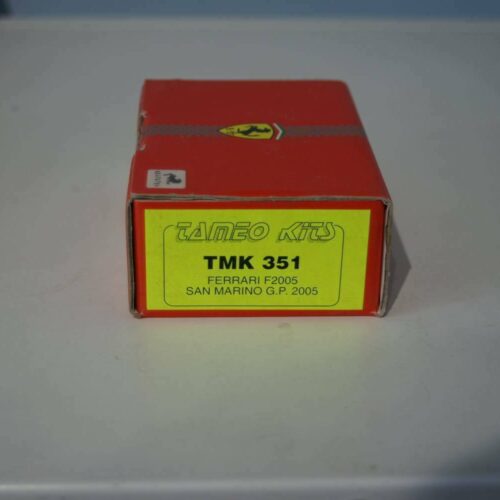 TAMEO KITS
TMK 351
FERRARI F2005
SAN MARINO G.P. 2005